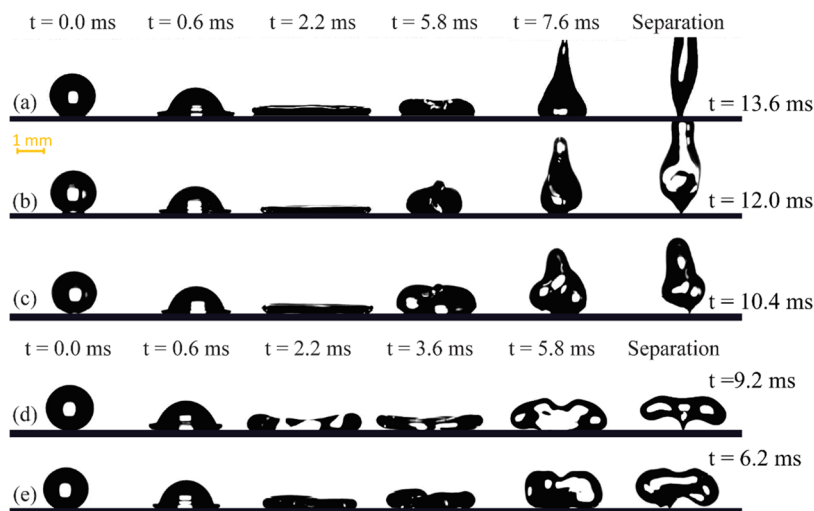 t = 0.0 ms t = 0.6 ms t = 2.2 ms t = 5.8 ms t = 7.6 ms Separation
(a) t = 13.6 ms
1 mm
(b) t = 12.0 ms
(c) t = 10.4 ms
t = 0.0 ms t = 0.6 ms t = 2.2 ms t = 3.6 ms t = 5.8 ms Separation
t =9.2 ms
(d)
t = 6.2 ms
(e)